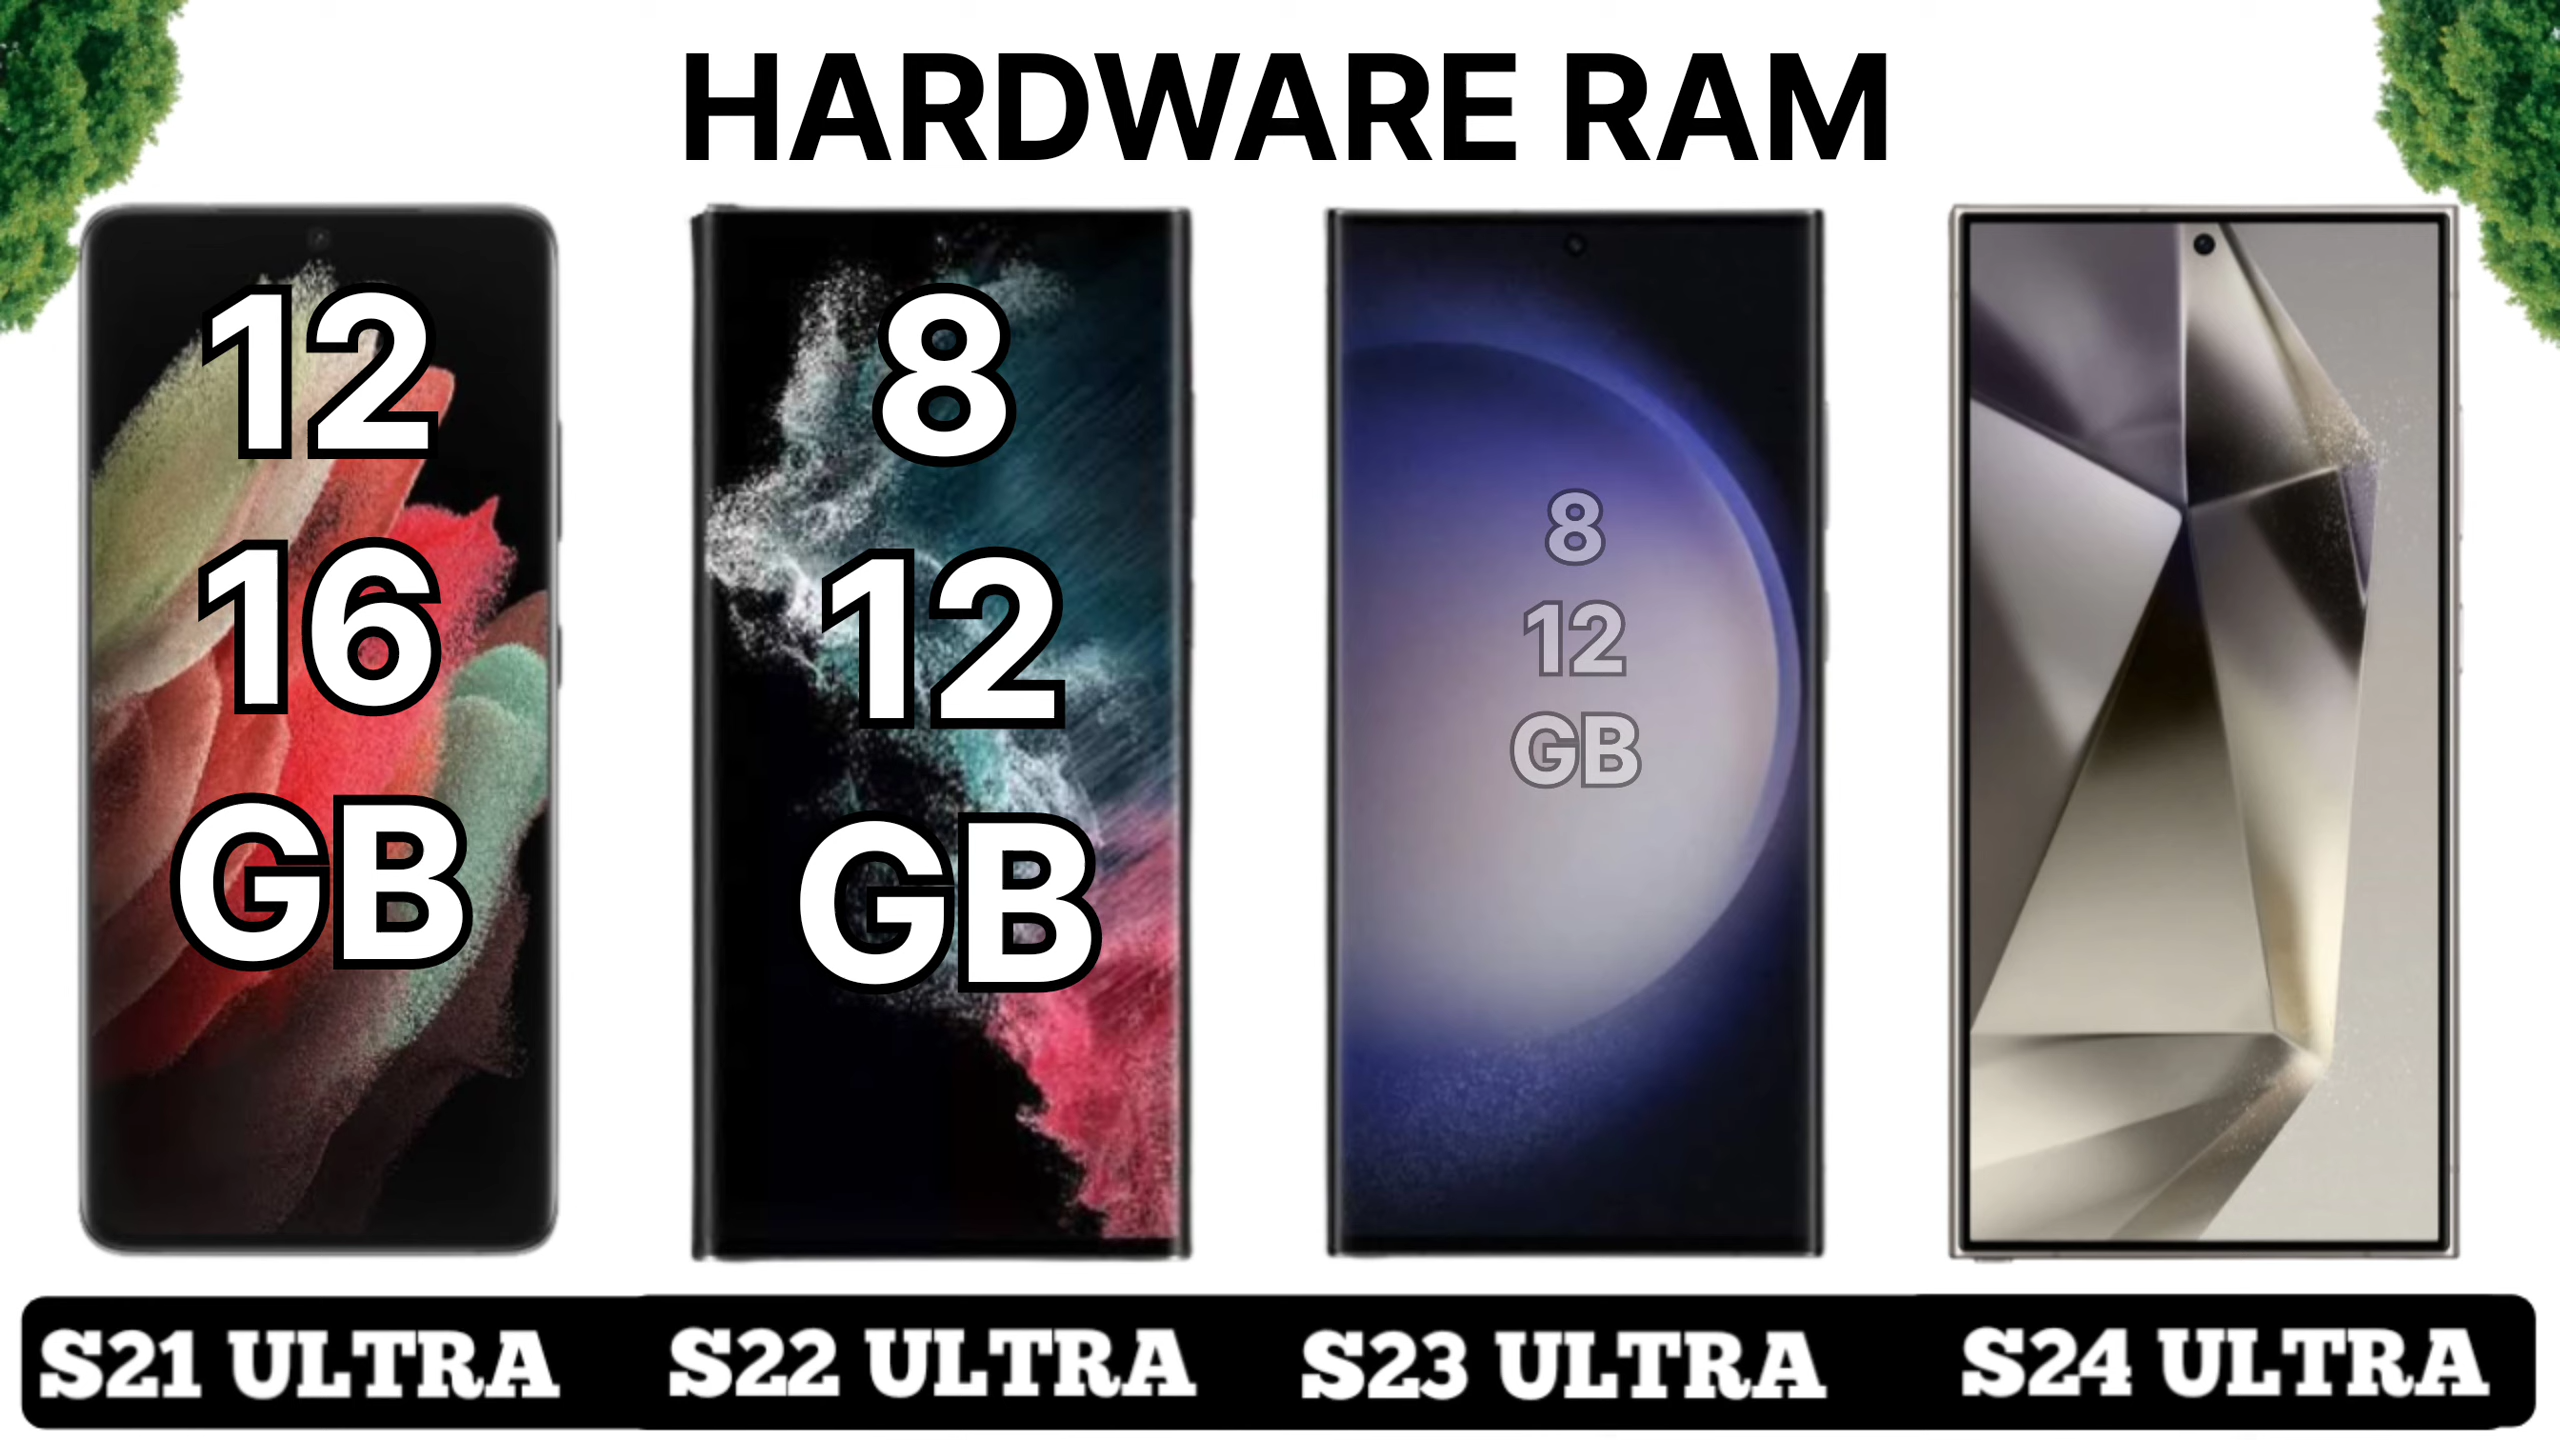 HARDWARE RAM
12
16
GB
8
12
GB
8
12
GB
S21 ULTRA
S22 ULTRA
S23 ULTRA
S24 ULTRA